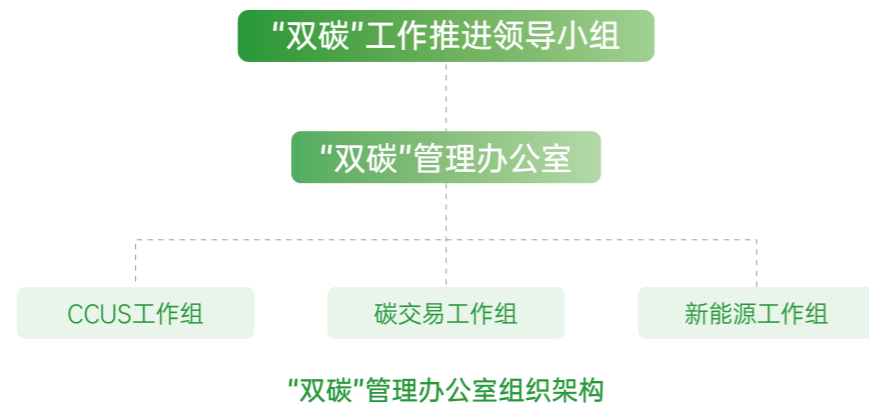 “双碳”工作推进领导小组
“双碳”管理办公室
CCUS工作组
碳交易工作组
新能源工作组
“双碳”管理办公室组织架构